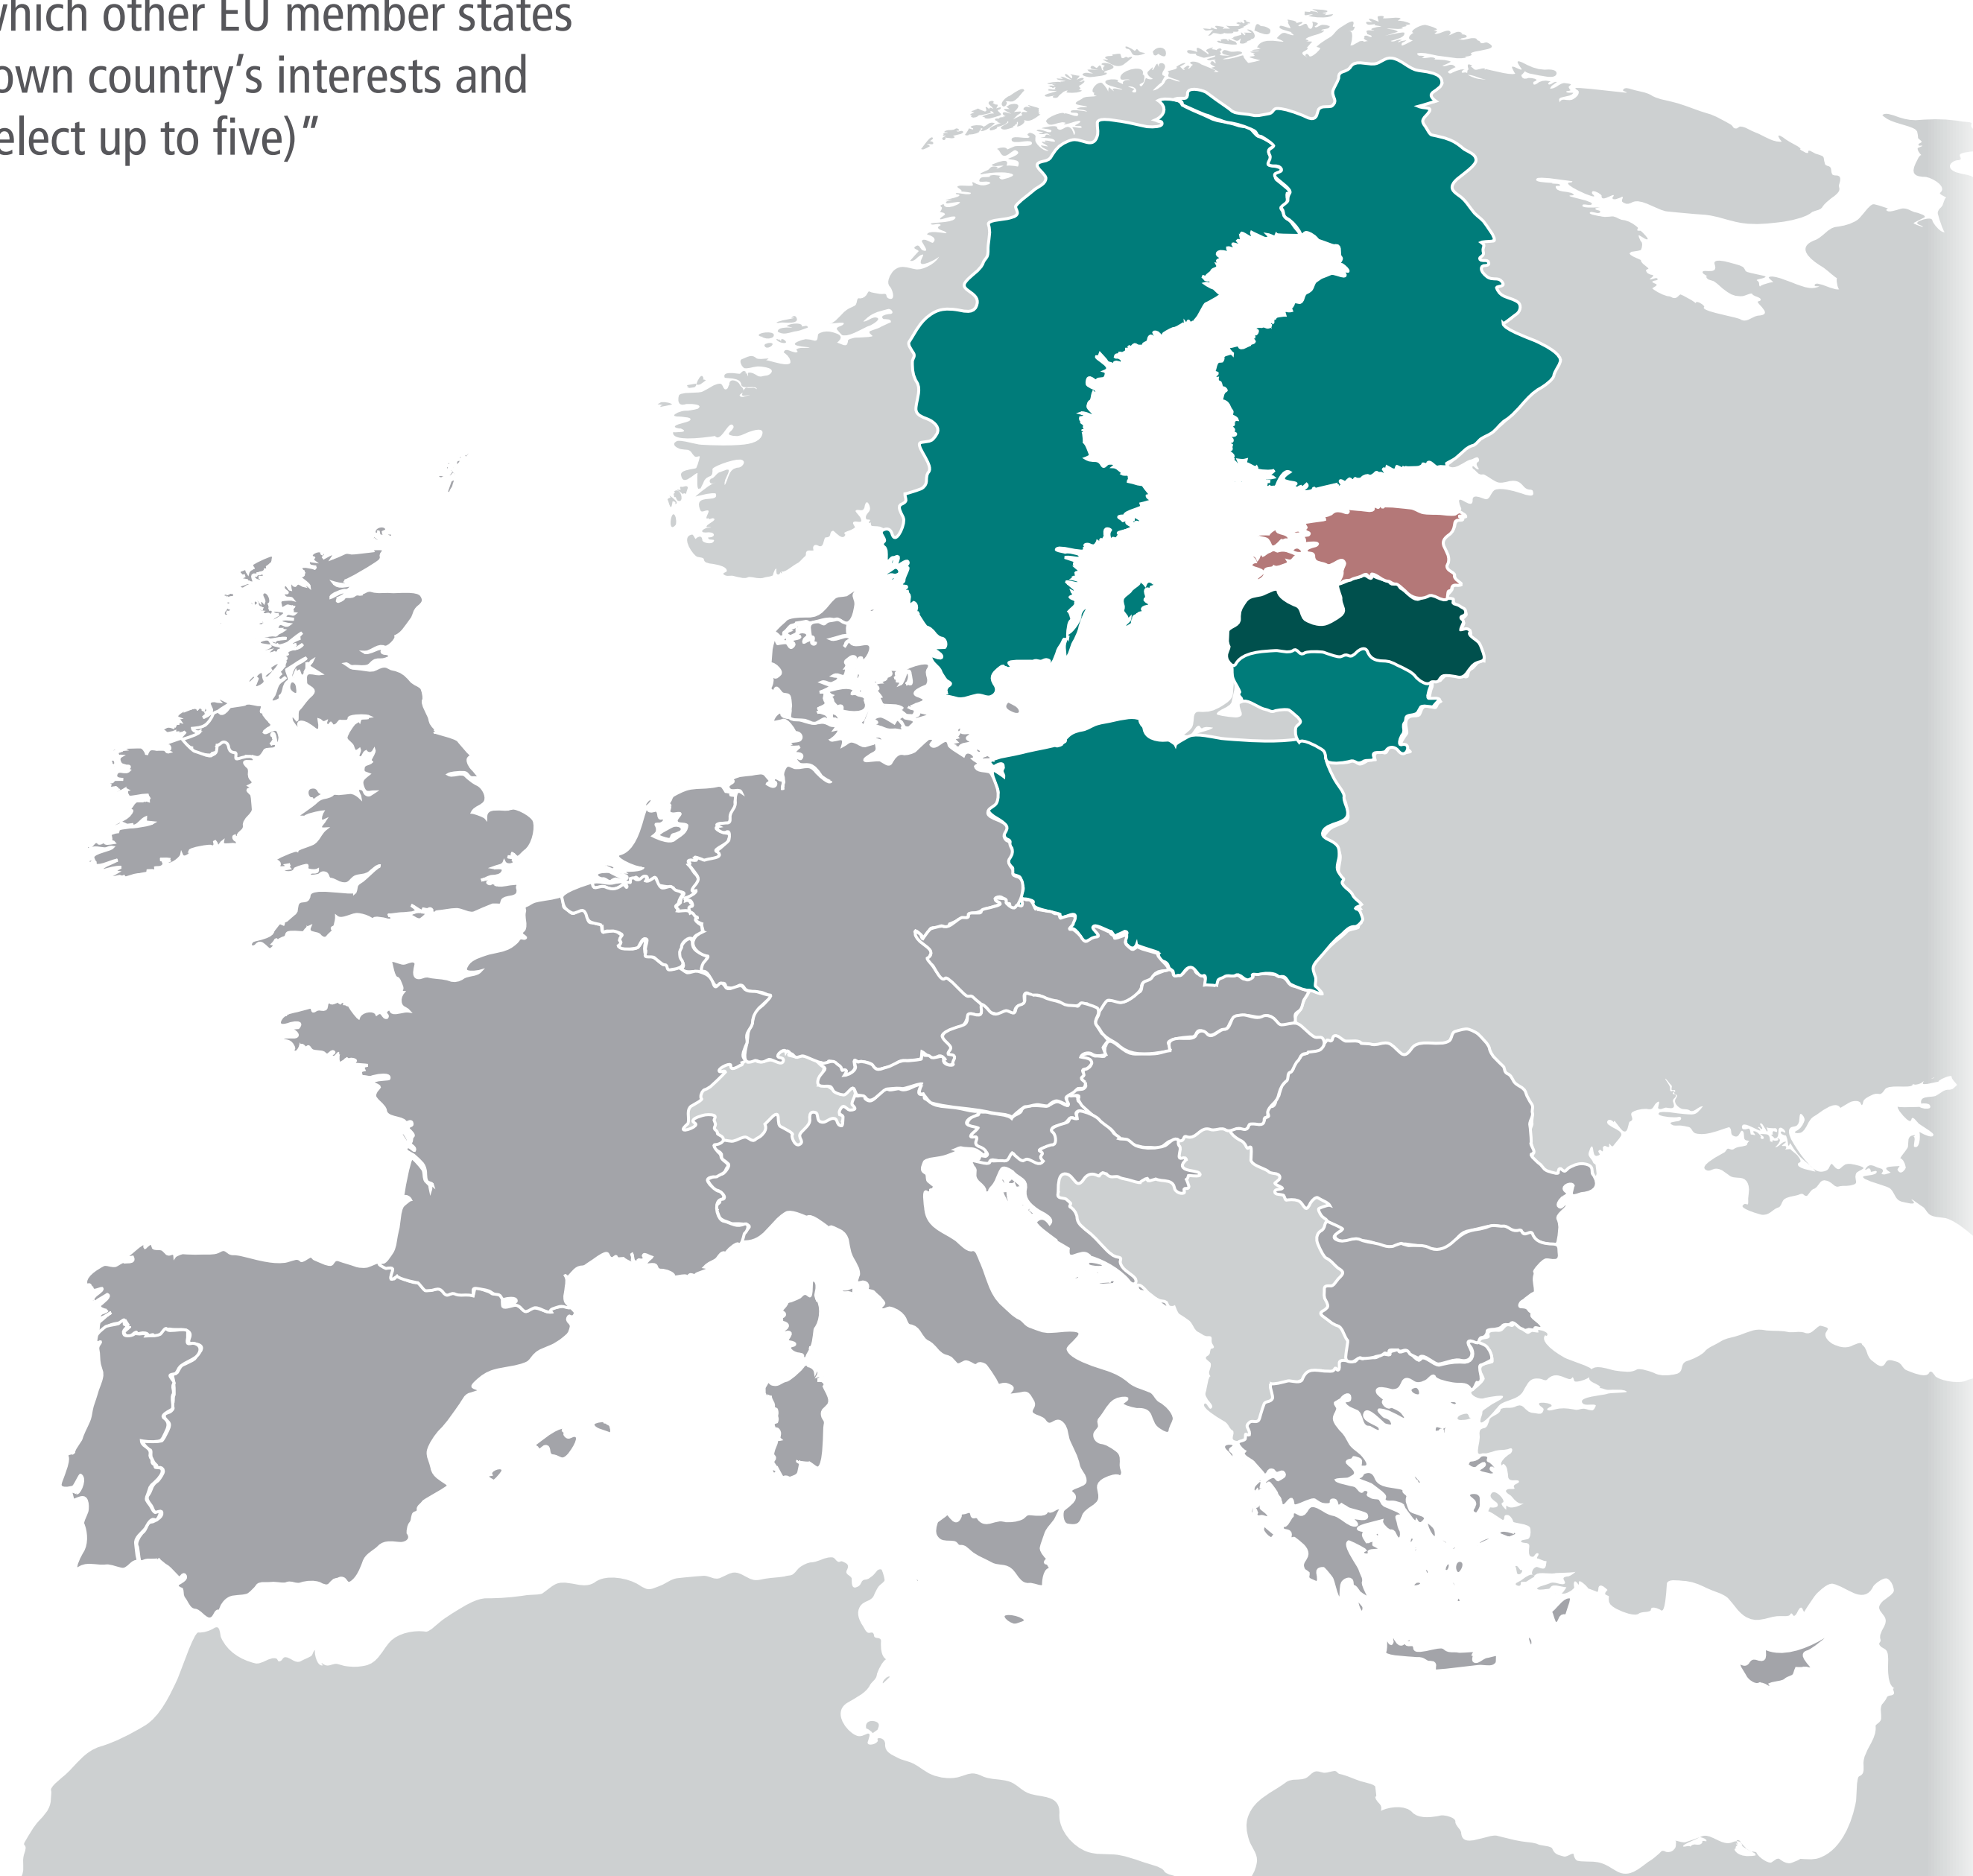 which other EU member states
own country’s interests and
elect up to five)”